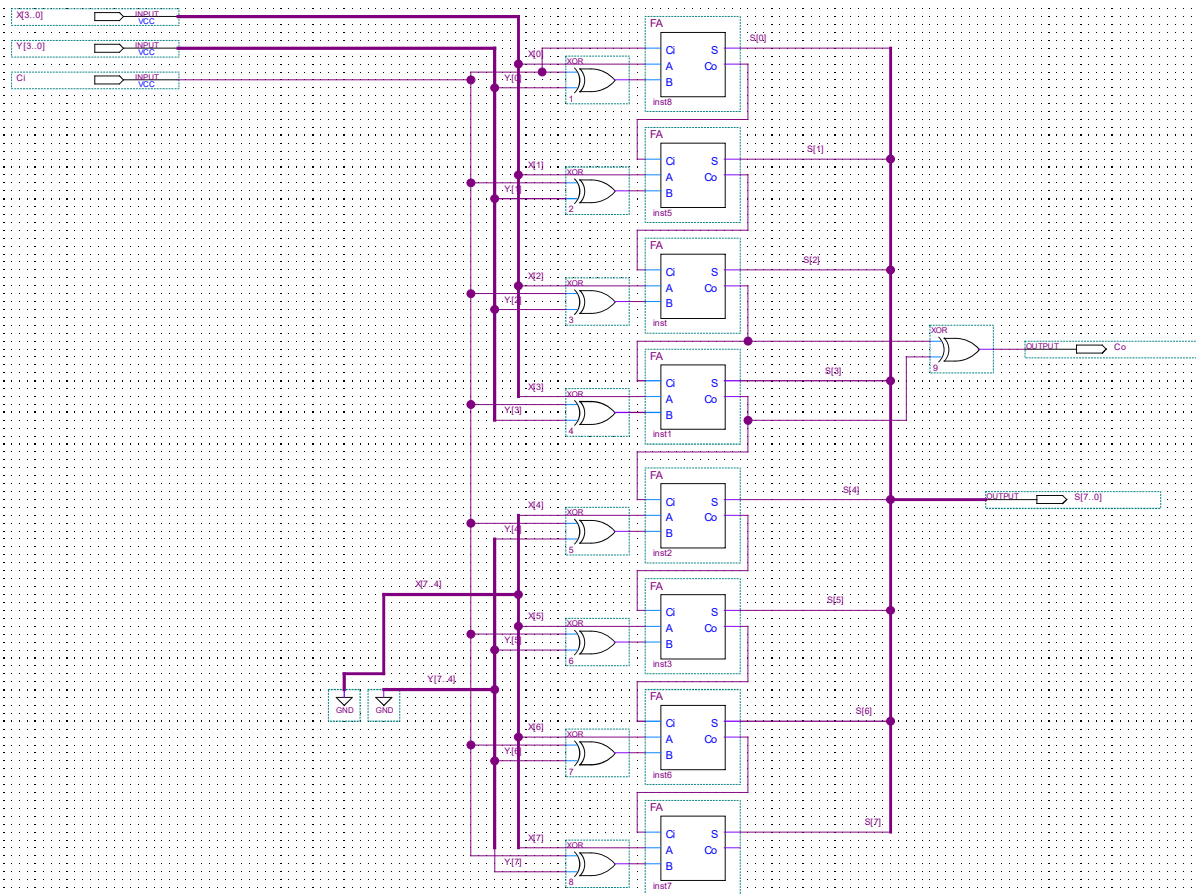 X[3..0] INPUT
VCC
Y[3..0] INPUT
VCC
Ci INPUT
VCC
FA
X[0] S[0]
XOR Ci S
A Co
Y[0] B
1 inst8
FA
X[1] S[1]
XOR Ci S
A Co
Y[1] B
2 inst5
FA
X[2] S[2]
XOR Ci S
A Co
Y[2] B
3 inst
XOR
OUTPUT Co
9
FA
X[3] S[3]
XOR Ci S
A Co
Y[3] B
4 inst1
FA
X[4] S[4]
XOR Ci S
A Co
Y[4] B
5 inst2
OUTPUT S[7..0]
X[7..4]
FA
X[5] S[5]
XOR Ci S
A Co
Y[5] B
6 inst3
Y[7..4]
GND GND
FA
X[6] S[6]
XOR Ci S
A Co
Y[6] B
7 inst6
FA
X[7] S[7]
XOR Ci S
A Co
Y[7] B
8 inst7